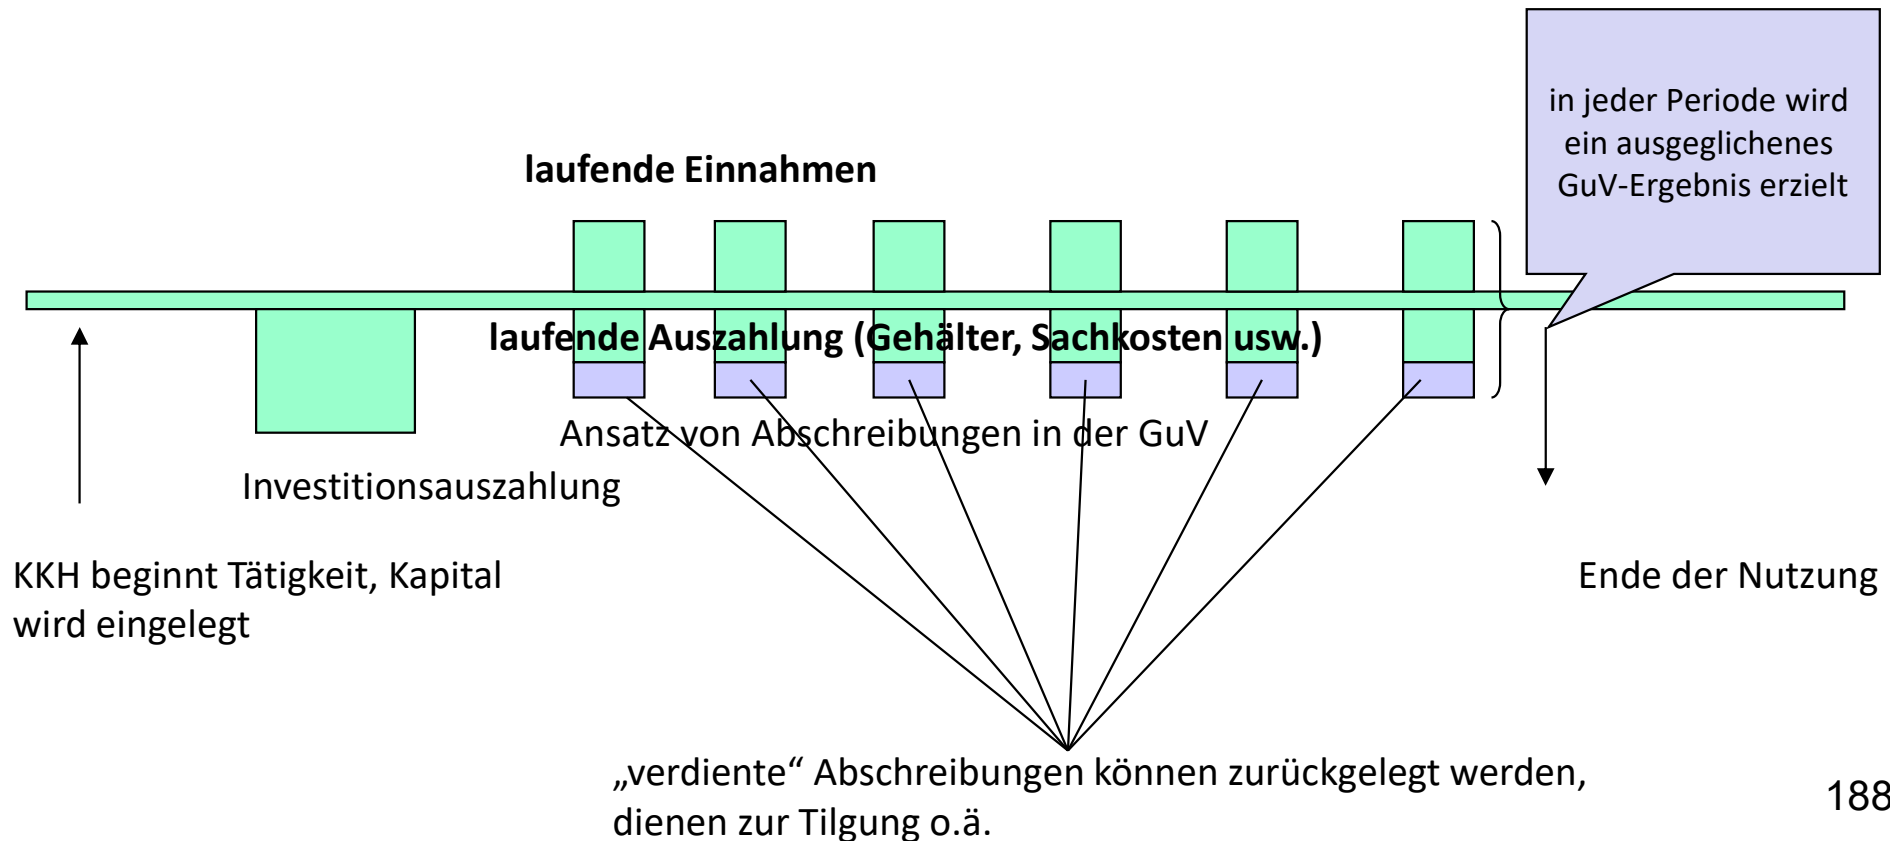 in jeder Periode wird
ein ausgeglichenes
GuV-Ergebnis erzielt
laufende Einnahmen
laufende Auszahlung (Gehälter, Sachkosten usw.)
Ansatz von Abschreibungen in der GuV
Investitionsauszahlung
KKH beginnt Tätigkeit, Kapital
wird eingelegt
Ende der Nutzung
„verdiente“ Abschreibungen können zurückgelegt werden,
dienen zur Tilgung o.ä.
188